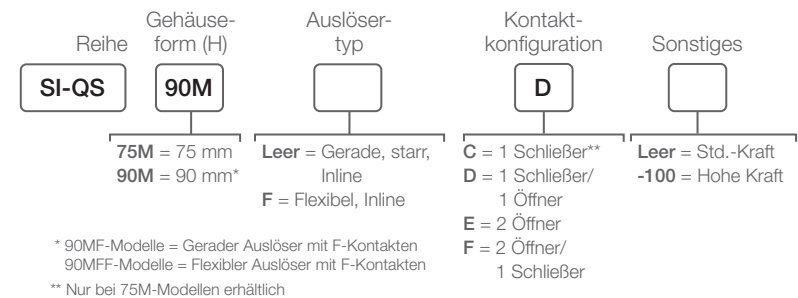 Reihe
Gehäuse-
form (H)
Auslöser-
typ
Kontakt-
konfiguration
Sonstiges
SI-QS
90M
D
75M = 75 mm
90M = 90 mm*
Leer = Gerade, starr,
Inline
F = Flexibel, Inline
C = 1 Schließer**
D = 1 Schließer/
1 Öffner
E = 2 Öffner
F = 2 Öffner/
1 Schließer
Leer = Std.-Kraft
-100 = Hohe Kraft
* 90MF-Modelle = Gerader Auslöser mit F-Kontakten
90MFF-Modelle = Flexibler Auslöser mit F-Kontakten
** Nur bei 75M-Modellen erhältlich